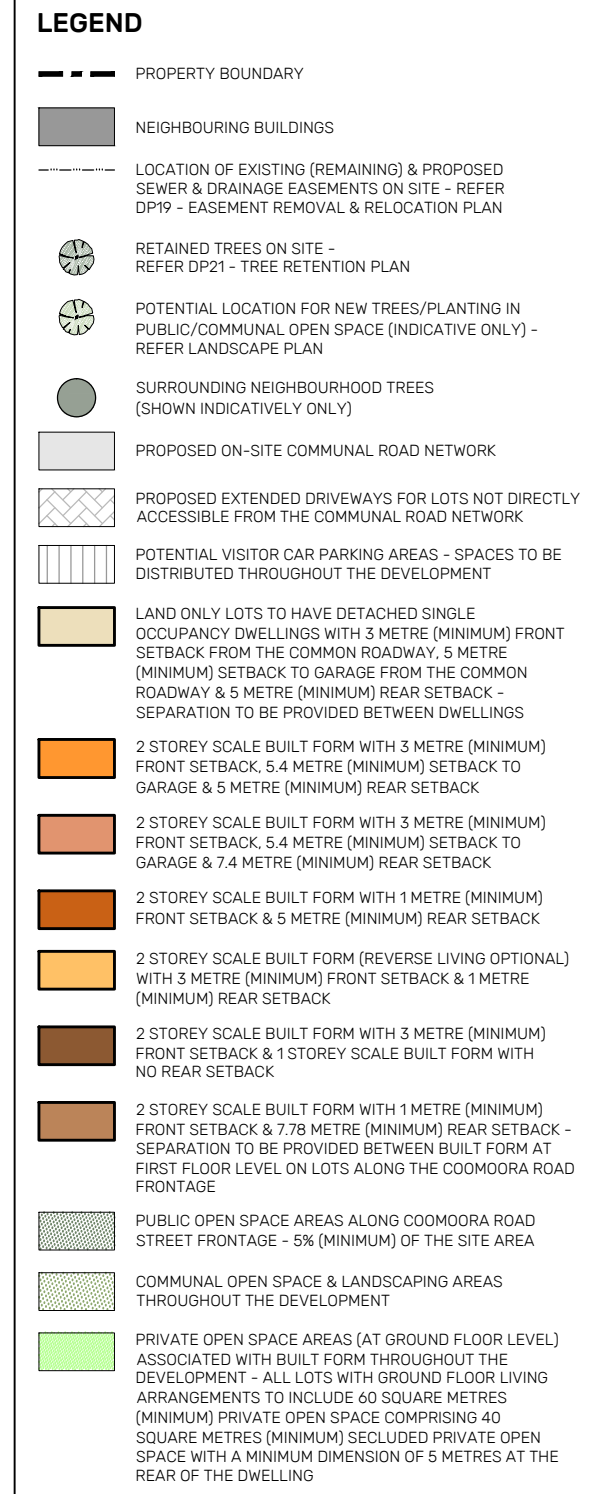 LEGEND
PROPERTY BOUNDARY
NEIGHBOURING BUILDINGS
LOCATION OF EXISTING (REMAINING) & PROPOSED
SEWER & DRAINAGE EASEMENTS ON SITE - REFER
DP19 - EASEMENT REMOVAL & RELOCATION PLAN
RETAINED TREES ON SITE -
REFER DP21 - TREE RETENTION PLAN
POTENTIAL LOCATION FOR NEW TREES/PLANTING IN
PUBLIC/COMMUNAL OPEN SPACE (INDICATIVE ONLY) -
REFER LANDSCAPE PLAN
SURROUNDING NEIGHBOURHOOD TREES
(SHOWN INDICATIVELY ONLY)
PROPOSED ON-SITE COMMUNAL ROAD NETWORK
PROPOSED EXTENDED DRIVEWAYS FOR LOTS NOT DIRECTLY
ACCESSIBLE FROM THE COMMUNAL ROAD NETWORK
POTENTIAL VISITOR CAR PARKING AREAS - SPACES TO BE
DISTRIBUTED THROUGHOUT THE DEVELOPMENT
LAND ONLY LOTS TO HAVE DETACHED SINGLE
OCCUPANCY DWELLINGS WITH 3 METRE (MINIMUM) FRONT
SETBACK FROM THE COMMON ROADWAY, 5 METRE
(MINIMUM) SETBACK TO GARAGE FROM THE COMMON
ROADWAY & 5 METRE (MINIMUM) REAR SETBACK -
SEPARATION TO BE PROVIDED BETWEEN DWELLINGS
2 STOREY SCALE BUILT FORM WITH 3 METRE (MINIMUM)
FRONT SETBACK, 5.4 METRE (MINIMUM) SETBACK TO
GARAGE & 5 METRE (MINIMUM) REAR SETBACK
2 STOREY SCALE BUILT FORM WITH 3 METRE (MINIMUM)
FRONT SETBACK, 5.4 METRE (MINIMUM) SETBACK TO
GARAGE & 7.4 METRE (MINIMUM) REAR SETBACK
2 STOREY SCALE BUILT FORM WITH 1 METRE (MINIMUM)
FRONT SETBACK & 5 METRE (MINIMUM) REAR SETBACK
2 STOREY SCALE BUILT FORM (REVERSE LIVING OPTIONAL)
WITH 3 METRE (MINIMUM) FRONT SETBACK & 1 METRE
(MINIMUM) REAR SETBACK
2 STOREY SCALE BUILT FORM WITH 3 METRE (MINIMUM)
FRONT SETBACK & 1 STOREY SCALE BUILT FORM WITH
NO REAR SETBACK
2 STOREY SCALE BUILT FORM WITH 1 METRE (MINIMUM)
FRONT SETBACK & 7.78 METRE (MINIMUM) REAR SETBACK -
SEPARATION TO BE PROVIDED BETWEEN BUILT FORM AT
FIRST FLOOR LEVEL ON LOTS ALONG THE COOMOORA ROAD
FRONTAGE
PUBLIC OPEN SPACE AREAS ALONG COOMOORA ROAD
STREET FRONTAGE - 5% (MINIMUM) OF THE SITE AREA
COMMUNAL OPEN SPACE & LANDSCAPING AREAS
THROUGHOUT THE DEVELOPMENT
PRIVATE OPEN SPACE AREAS (AT GROUND FLOOR LEVEL)
ASSOCIATED WITH BUILT FORM THROUGHOUT THE
DEVELOPMENT - ALL LOTS WITH GROUND FLOOR LIVING
ARRANGEMENTS TO INCLUDE 60 SQUARE METRES
(MINIMUM) PRIVATE OPEN SPACE COMPRISING 40
SQUARE METRES (MINIMUM) SECLUDED PRIVATE OPEN
SPACE WITH A MINIMUM DIMENSION OF 5 METRES AT THE
REAR OF THE DWELLING